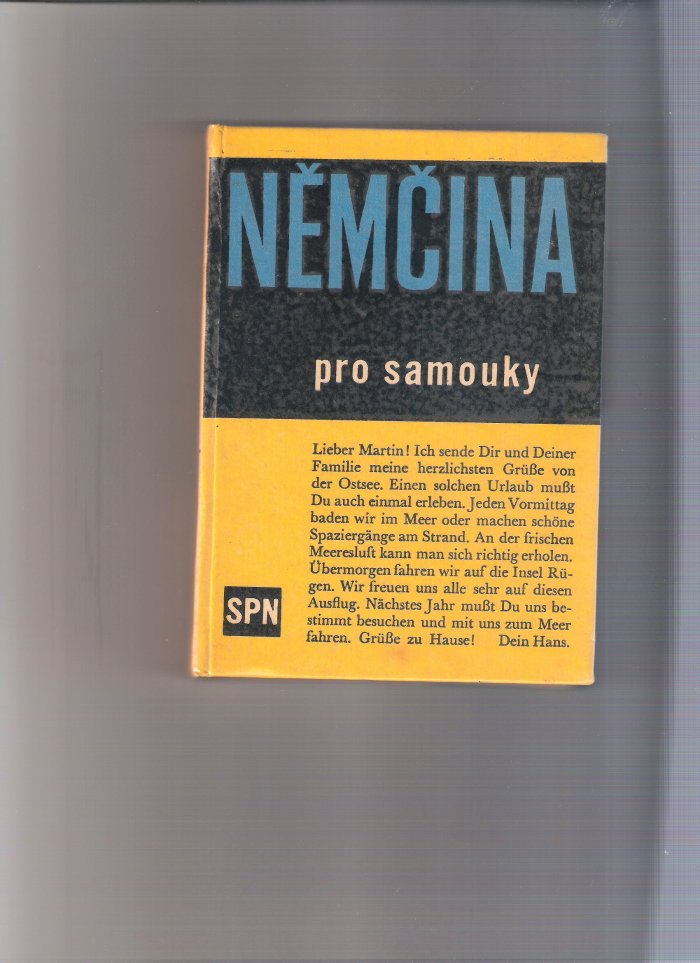 NĚMČINA
pro samouky
Lieber Martin! Ich sende Dir und Deiner
Familie meine herzlichsten Grüße von
der Ostsee. Einen solchen Urlaub mußt
Du auch einmal erleben. Jeden Vormittag
baden wir im Meer oder machen schöne
Spaziergänge am Strand. An der frischen
Meeresluft kann man sich richtig erholen.
Übermorgen fahren wir auf die Insel Rü-
gen. Wir freuen uns alle sehr auf diesen
Ausflug. Nächstes Jahr mußt Du uns be-
stimmt besuchen und mit uns zum Meer
fahren. Grüße zu Hause! Dein Hans.
SPN